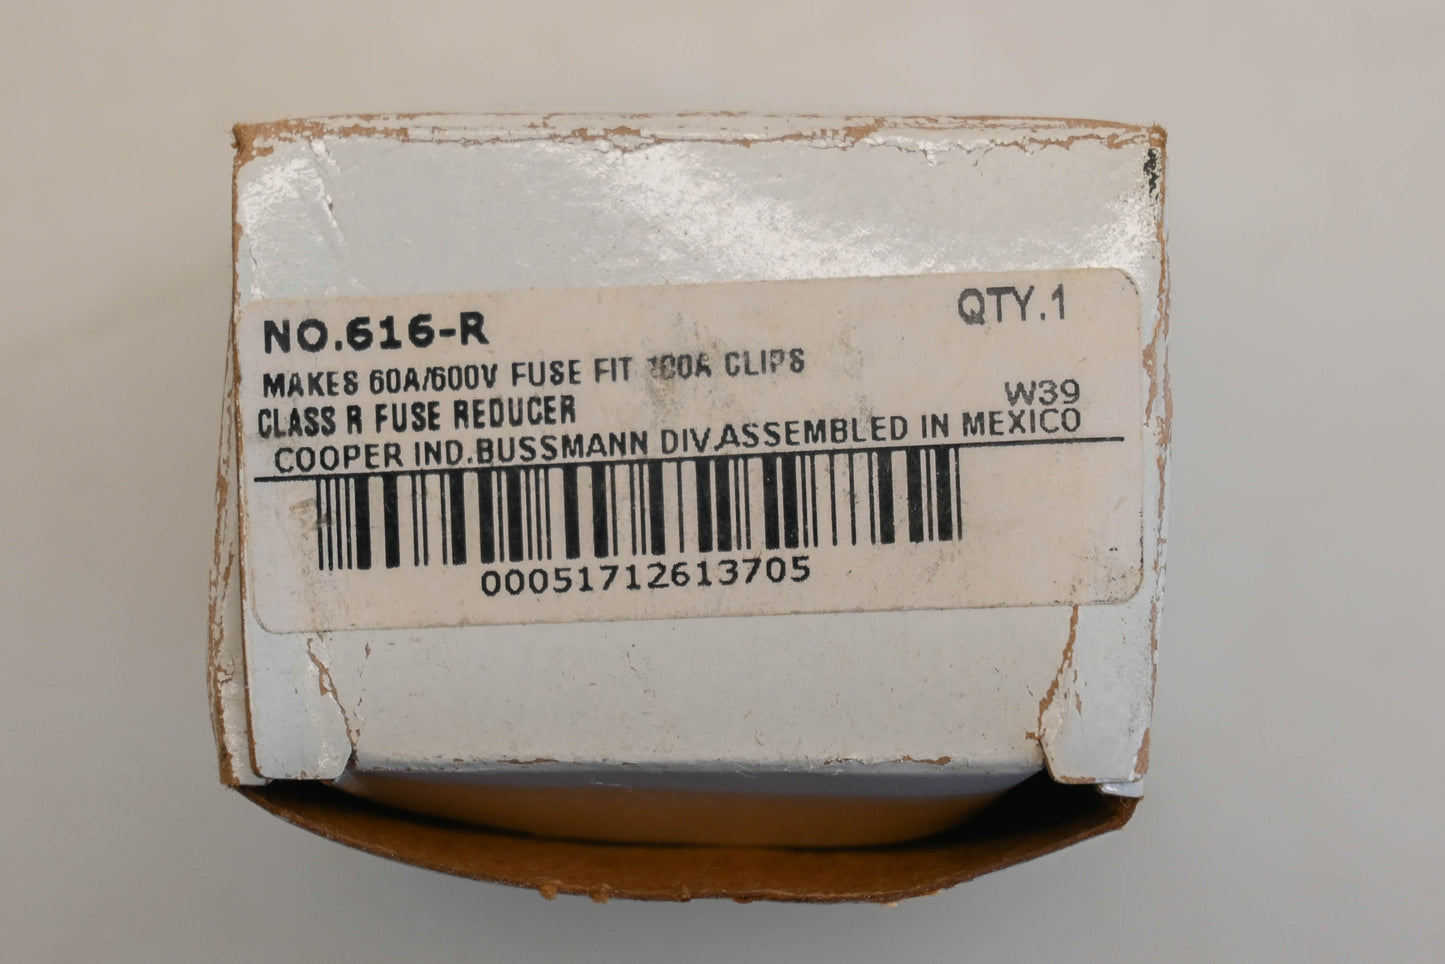 NO.616-R
QTY.1
MAKES 60A/600V FUSE FIT 100A CLIPS
CLASS R FUSE REDUCER
W39
COOPER IND.BUSSMANN DIV.ASSEMBLED IN MEXICO
00051712613705